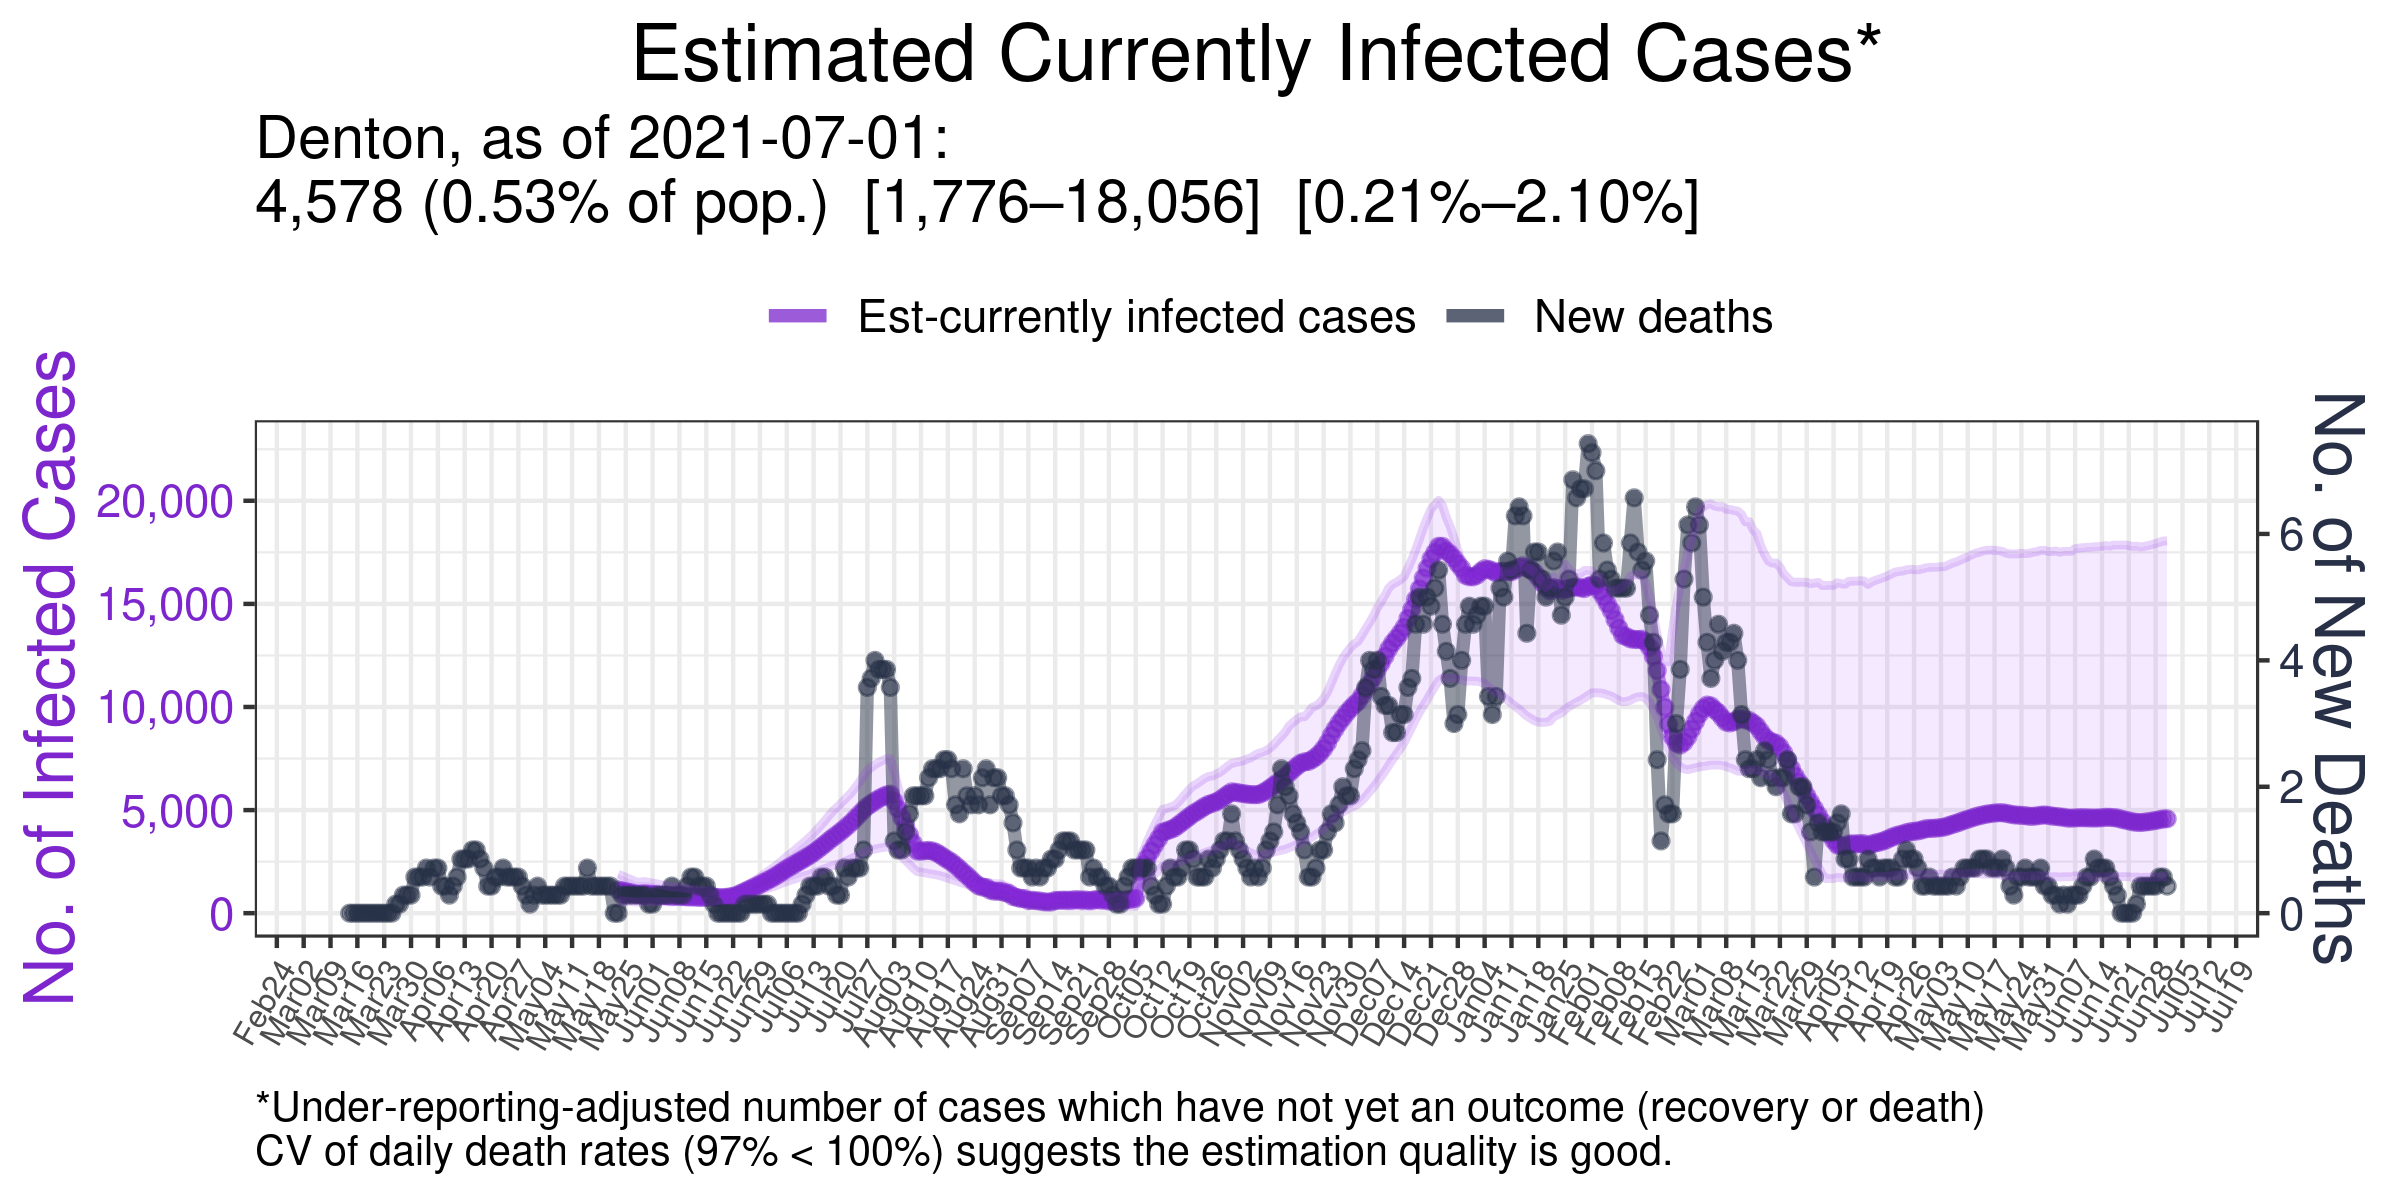 Estimated Currently Infected Cases*
Denton, as of 2021-07-01:
4,578 (0.53% of pop.)  [1,776–18,056]  [0.21%–2.10%]
Est-currently infected cases
New deaths
No. of Infected Cases
20,000
15,000
10,000
5,000
0
No. of New Deaths
6
4
2
0
Feb24
Mar02
Mar09
Mar16
Mar23
Mar30
Apr06
Apr13
Apr20
Apr27
May04
May11
May18
May25
Jun01
Jun08
Jun15
Jun22
Jun29
Jul06
Jul13
Jul20
Jul27
Aug03
Aug10
Aug17
Aug24
Aug31
Sep07
Sep14
Sep21
Sep28
Oct05
Oct12
Oct19
Oct26
Nov02
Nov09
Nov16
Nov23
Nov30
Dec07
Dec14
Dec21
Dec28
Jan04
Jan11
Jan18
Jan25
Feb01
Feb08
Feb15
Feb22
Mar01
Mar08
Mar15
Mar22
Mar29
Apr05
Apr12
Apr19
Apr26
May03
May10
May17
May24
May31
Jun07
Jun14
Jun21
Jun28
Jul05
Jul12
Jul19
*Under-reporting-adjusted number of cases which have not yet an outcome (recovery or death)
CV of daily death rates (97% < 100%) suggests the estimation quality is good.